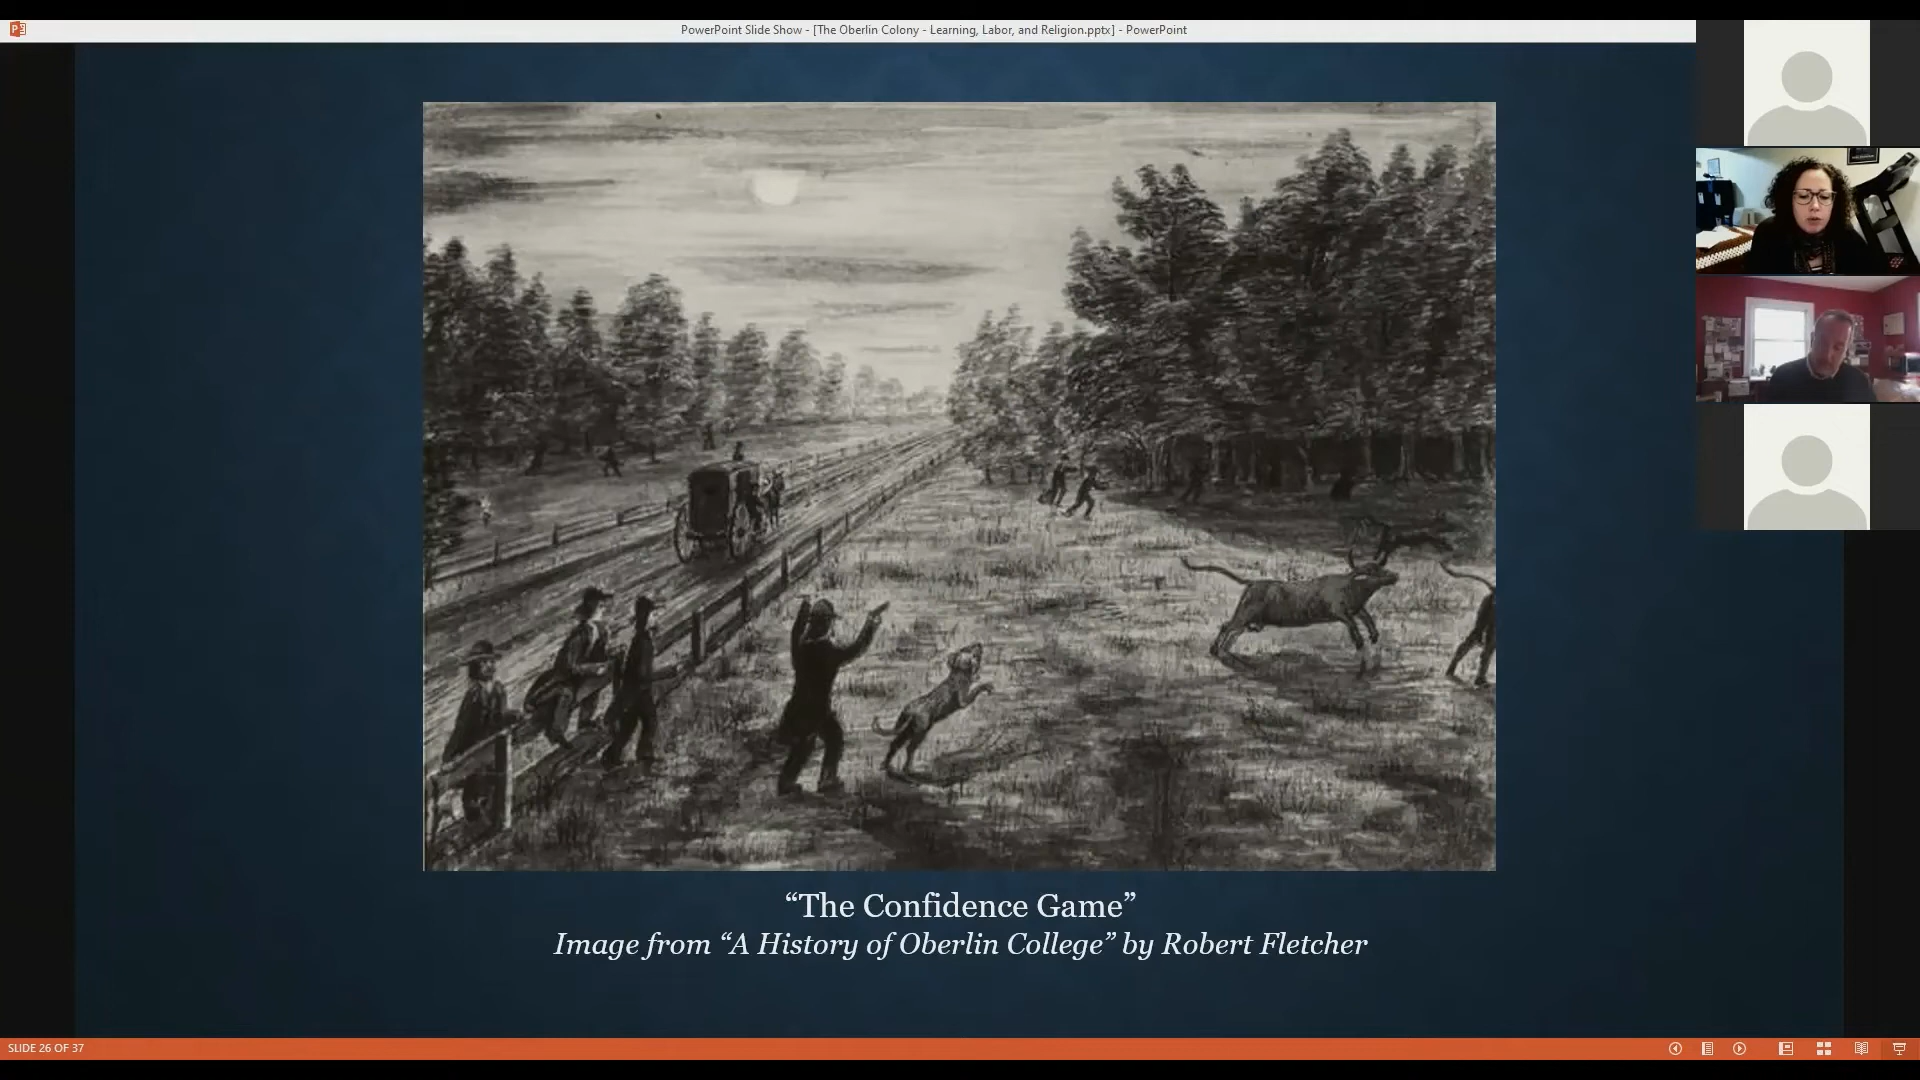 PowerPoint Slide Show - [The Oberlin Colony - Learning, Labor, and Religion.pptx] - PowerPoint
“The Confidence Game”
Image from “A History of Oberlin College” by Robert Fletcher
SLIDE 26 OF 37